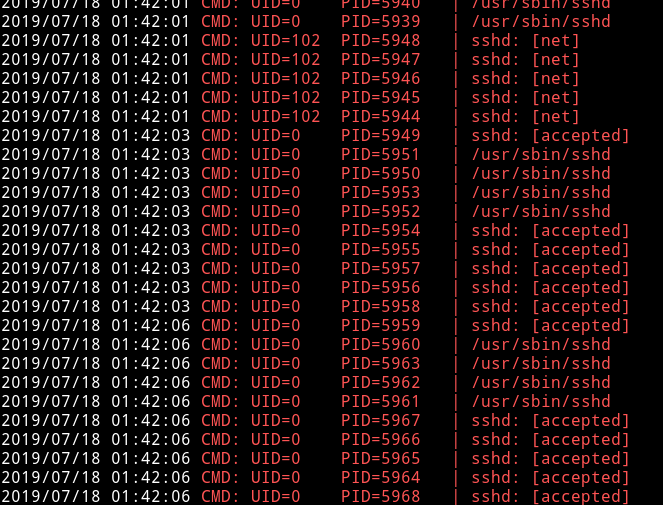 2019/07/18 01:42:01 CMD: UID=0    PID=5940   | /usr/sbin/sshd
2019/07/18 01:42:01 CMD: UID=0    PID=5939   | /usr/sbin/sshd
2019/07/18 01:42:01 CMD: UID=102  PID=5948   | sshd: [net]
2019/07/18 01:42:01 CMD: UID=102  PID=5947   | sshd: [net]
2019/07/18 01:42:01 CMD: UID=102  PID=5946   | sshd: [net]
2019/07/18 01:42:01 CMD: UID=102  PID=5945   | sshd: [net]
2019/07/18 01:42:01 CMD: UID=102  PID=5944   | sshd: [net]
2019/07/18 01:42:03 CMD: UID=0    PID=5949   | sshd: [accepted]
2019/07/18 01:42:03 CMD: UID=0    PID=5951   | /usr/sbin/sshd
2019/07/18 01:42:03 CMD: UID=0    PID=5950   | /usr/sbin/sshd
2019/07/18 01:42:03 CMD: UID=0    PID=5953   | /usr/sbin/sshd
2019/07/18 01:42:03 CMD: UID=0    PID=5952   | /usr/sbin/sshd
2019/07/18 01:42:03 CMD: UID=0    PID=5954   | sshd: [accepted]
2019/07/18 01:42:03 CMD: UID=0    PID=5955   | sshd: [accepted]
2019/07/18 01:42:03 CMD: UID=0    PID=5957   | sshd: [accepted]
2019/07/18 01:42:03 CMD: UID=0    PID=5956   | sshd: [accepted]
2019/07/18 01:42:03 CMD: UID=0    PID=5958   | sshd: [accepted]
2019/07/18 01:42:06 CMD: UID=0    PID=5959   | sshd: [accepted]
2019/07/18 01:42:06 CMD: UID=0    PID=5960   | /usr/sbin/sshd
2019/07/18 01:42:06 CMD: UID=0    PID=5963   | /usr/sbin/sshd
2019/07/18 01:42:06 CMD: UID=0    PID=5962   | /usr/sbin/sshd
2019/07/18 01:42:06 CMD: UID=0    PID=5961   | /usr/sbin/sshd
2019/07/18 01:42:06 CMD: UID=0    PID=5967   | sshd: [accepted]
2019/07/18 01:42:06 CMD: UID=0    PID=5966   | sshd: [accepted]
2019/07/18 01:42:06 CMD: UID=0    PID=5965   | sshd: [accepted]
2019/07/18 01:42:06 CMD: UID=0    PID=5964   | sshd: [accepted]
2019/07/18 01:42:06 CMD: UID=0    PID=5968   | sshd: [accepted]